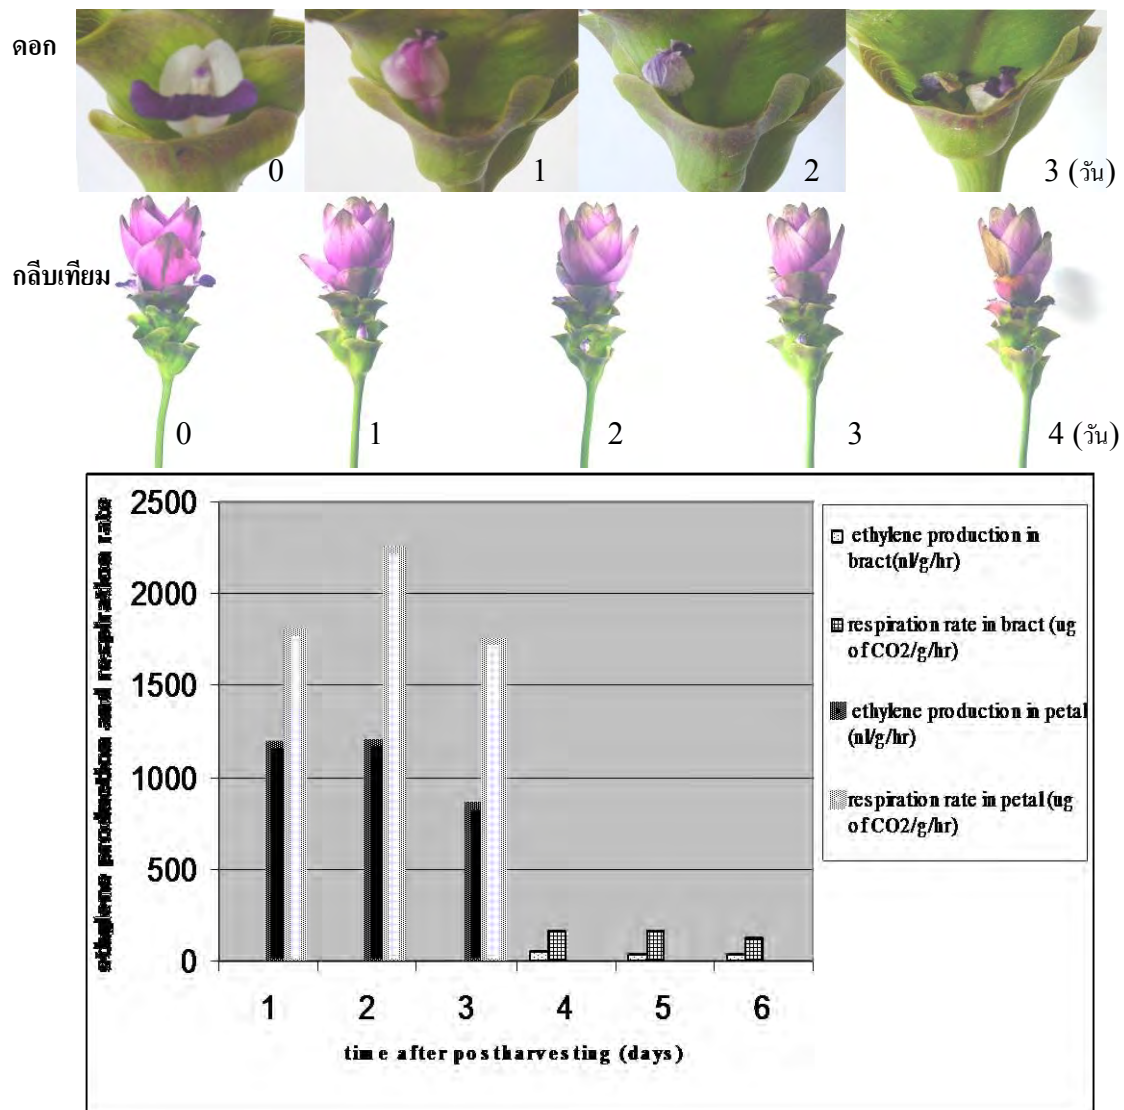 ดอก
0 1 2 3 (วัน)
กลีบเทียม
0 1 2 3 4 (วัน)
ethylene production and respiration rate
2500
2000
1500
1000
500
0
1 2 3 4 5 6
time after postharvesting (days)
ethylene production in
bract(nl/g/hr)
respiration rate in bract (ug
of CO2/g/hr)
ethylene production in petal
(nl/g/hr)
respiration rate in petal (ug
of CO2/g/hr)